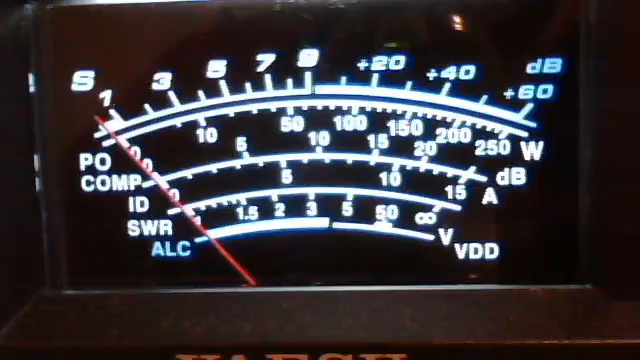 S 1 3 5 7 9 +20 +40 +60 dB
PO 0 10 50 100 150 200 250 W
COMP 0 5 10 15 20 dB
ID 0 5 10 15 A
SWR 1 1.5 2 3 5 50 ∞
ALC V VDD
YAESU